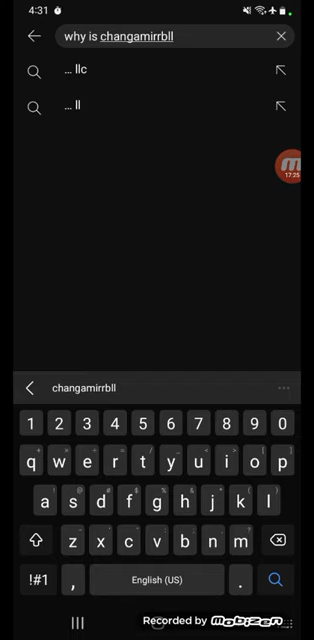 4:31
why is changamirrbll
... llc
... ll
17:25
changamirrbll
1 2 3 4 5 6 7 8 9 0
q w e r t y u i o p
a s d f g h j k l
z x c v b n m
!#1 , English (US) .
Recorded by mobizen